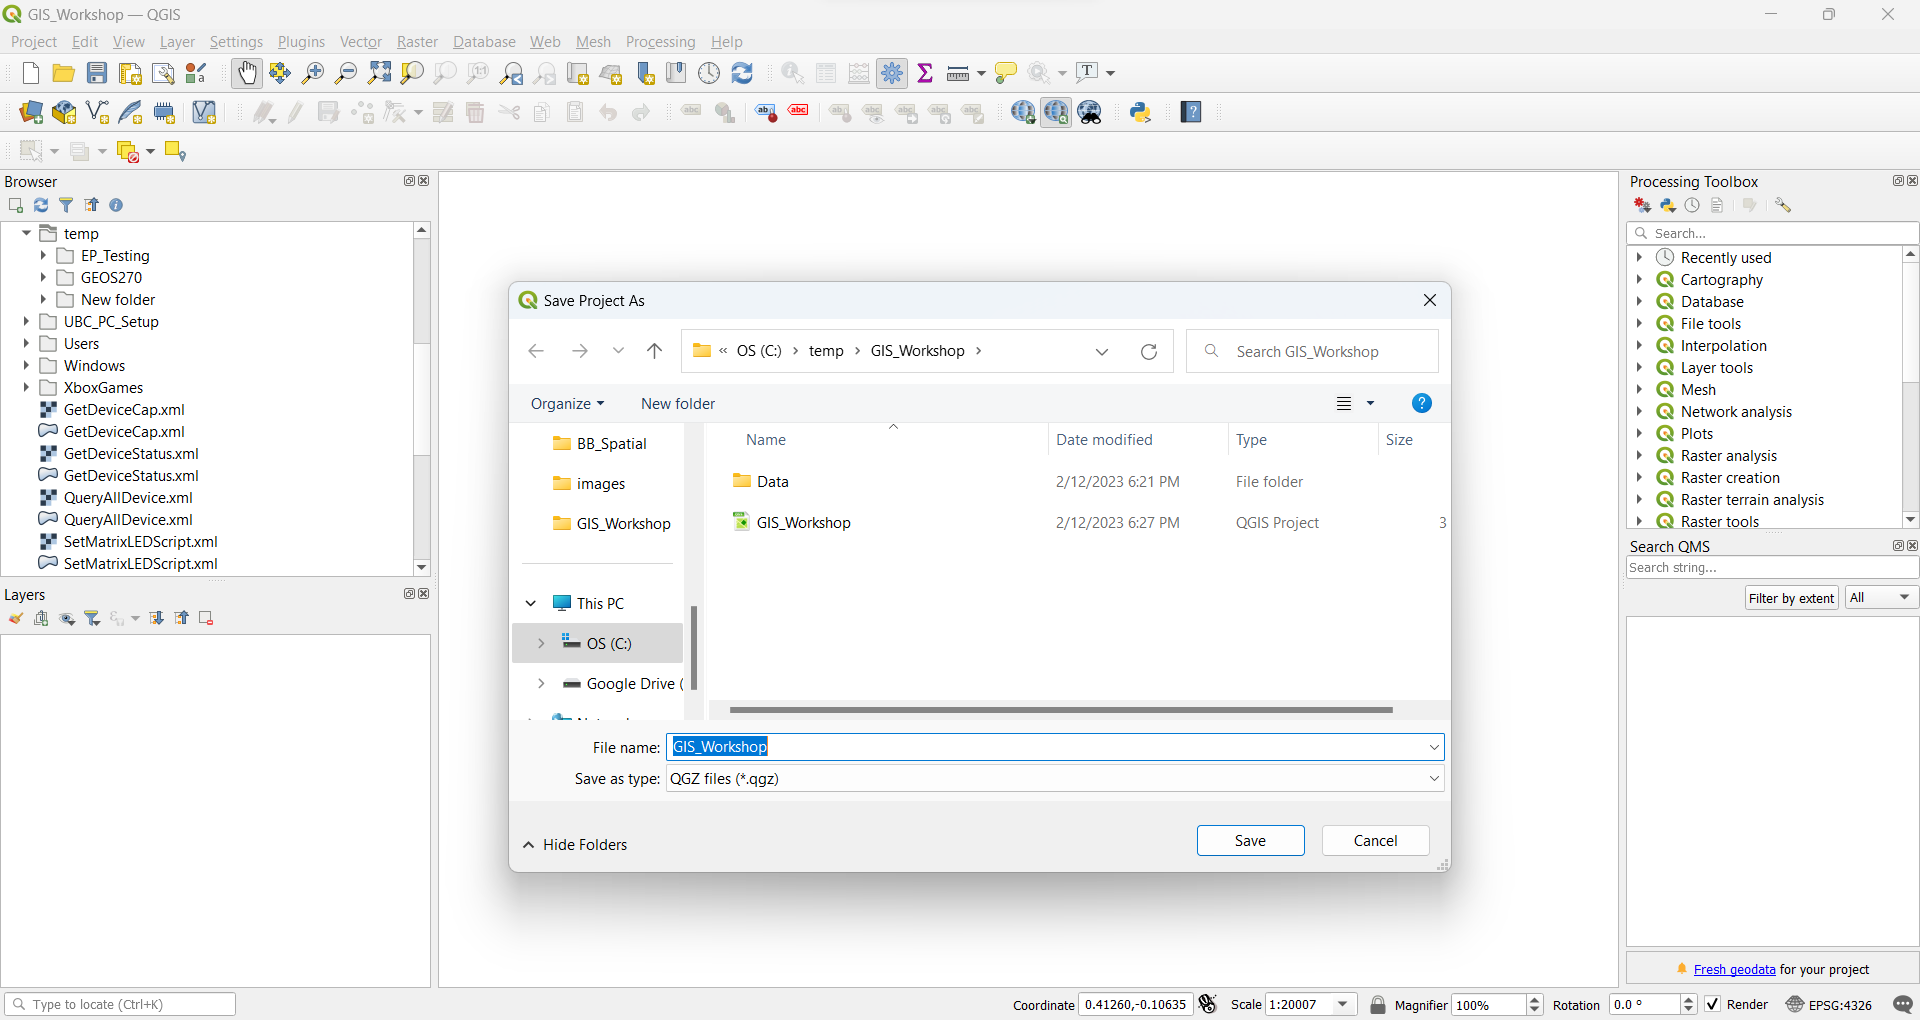 GIS_Workshop — QGIS
Project Edit View Layer Settings Plugins Vector Raster Database Web Mesh Processing Help
Browser
temp
EP_Testing
GEOS270
New folder
UBC_PC_Setup
Users
Windows
XboxGames
GetDeviceCap.xml
GetDeviceCap.xml
GetDeviceStatus.xml
GetDeviceStatus.xml
QueryAllDevice.xml
QueryAllDevice.xml
SetMatrixLEDScript.xml
SetMatrixLEDScript.xml
Layers
Save Project As
« OS (C:) › temp › GIS_Workshop ›
Search GIS_Workshop
Organize New folder
BB_Spatial
images
GIS_Workshop
This PC
OS (C:)
Google Drive (
Name Date modified Type Size
Data 2/12/2023 6:21 PM File folder
GIS_Workshop 2/12/2023 6:27 PM QGIS Project 3
File name: GIS_Workshop
Save as type: QGZ files (*.qgz)
Hide Folders
Save Cancel
Processing Toolbox
Search...
Recently used
Cartography
Database
File tools
Interpolation
Layer tools
Mesh
Network analysis
Plots
Raster analysis
Raster creation
Raster terrain analysis
Raster tools
Search QMS
Search string...
Filter by extent All
Fresh geodata for your project
Type to locate (Ctrl+K)
Coordinate 0.41260,-0.10635 Scale 1:20007 Magnifier 100% Rotation 0.0 ° Render EPSG:4326